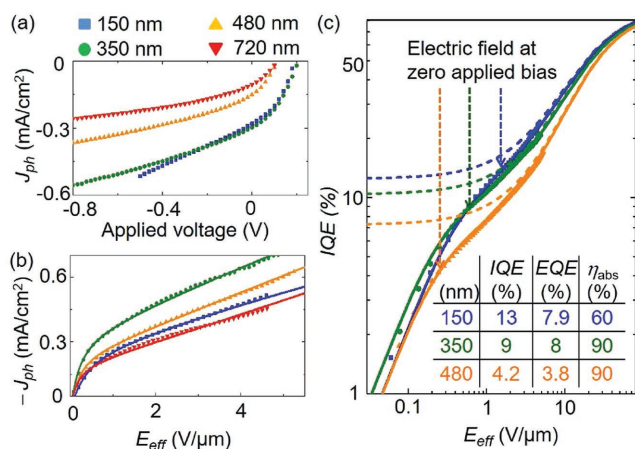 (a)
150 nm
480 nm
350 nm
720 nm
J_ph (mA/cm²)
0
-0.3
-0.6
-0.8
-0.4
0
Applied voltage (V)
(b)
− J_ph (mA/cm²)
0.6
0.3
0
0
2
4
E_eff (V/µm)
(c)
Electric field at
zero applied bias
IQE (%)
50
10
1
0.1
1
10
E_eff (V/µm)
IQE EQE η_abs
(nm) (%) (%) (%)
150 13 7.9 60
350 9 8 90
480 4.2 3.8 90